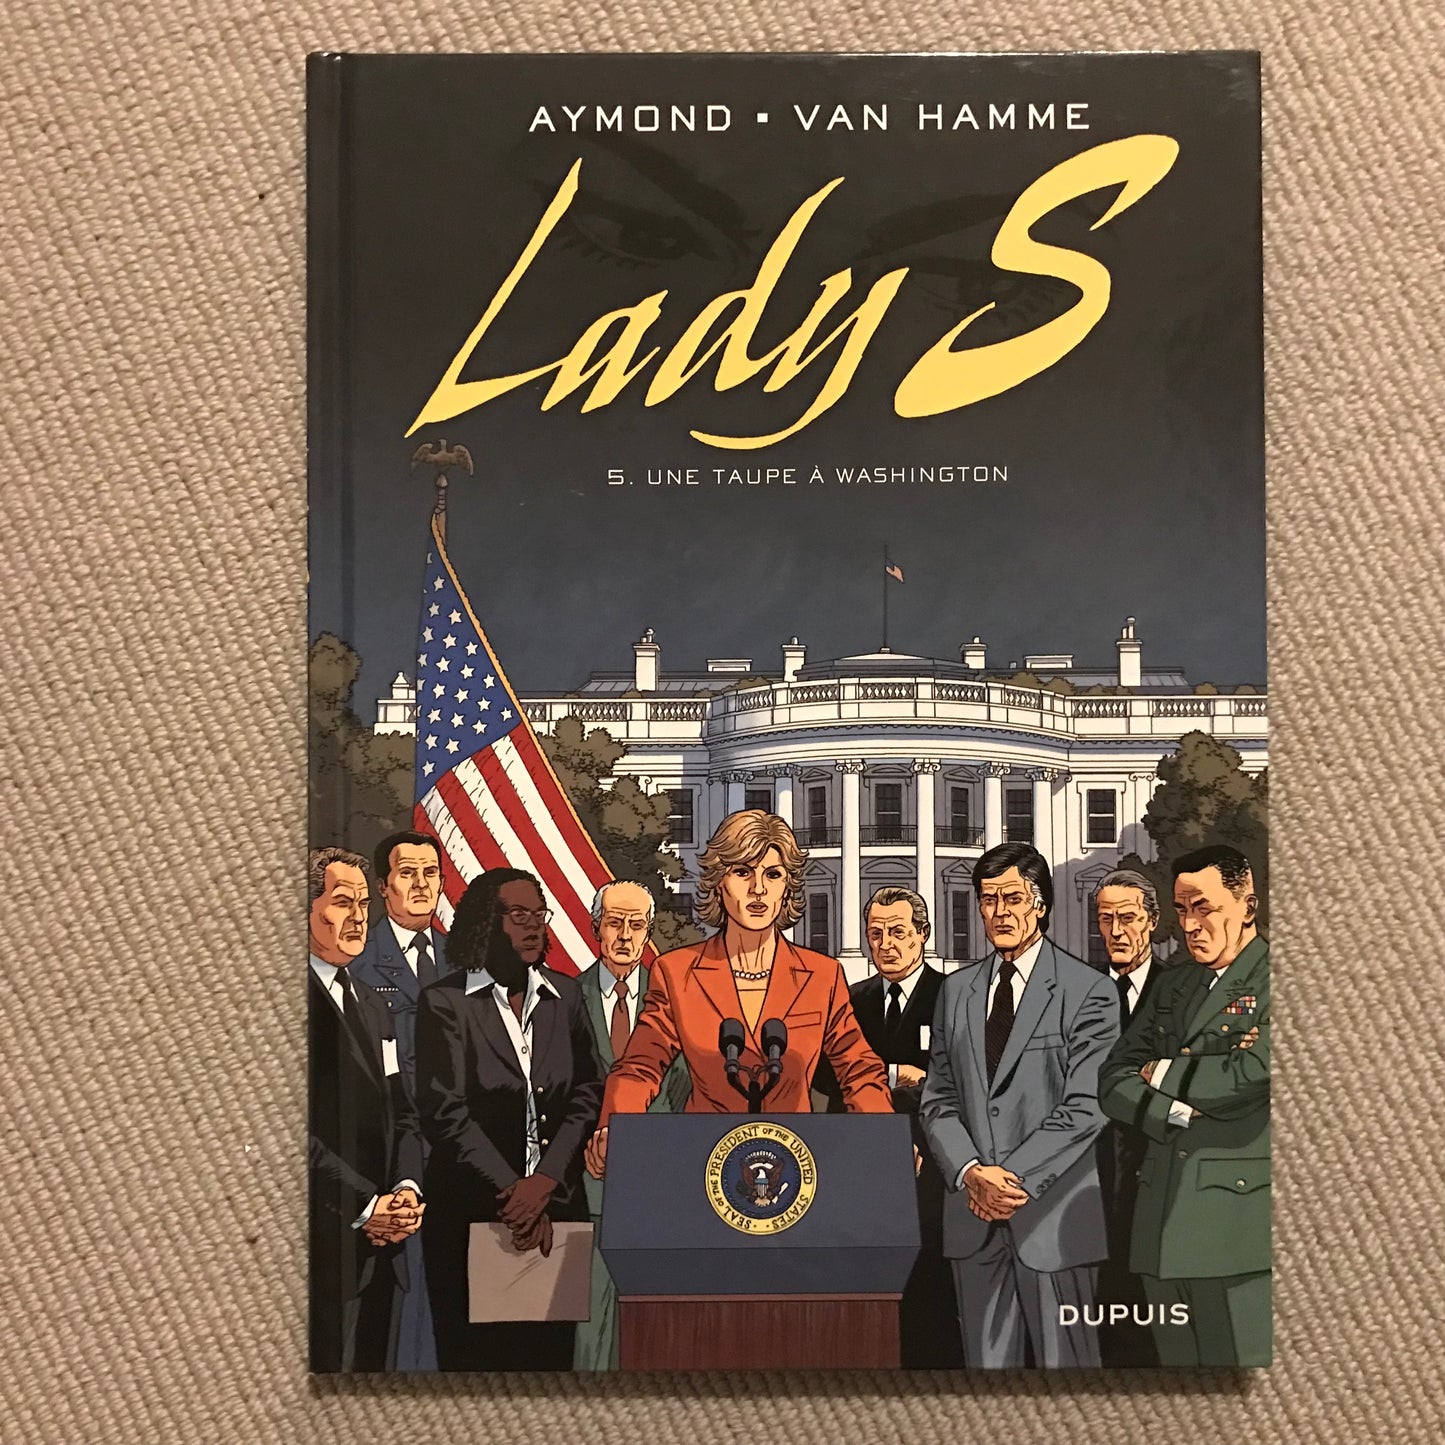 AYMOND ▪ VAN HAMME
Lady S
5. UNE TAUPE À WASHINGTON
SEAL OF THE PRESIDENT OF THE UNITED STATES
DUPUIS